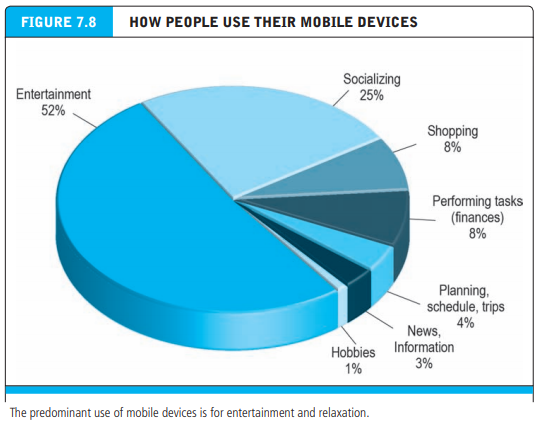 FIGURE 7.8
HOW PEOPLE USE THEIR MOBILE DEVICES
Entertainment
52%
Socializing
25%
Shopping
8%
Performing tasks
(finances)
8%
Planning,
schedule, trips
4%
News,
Information
3%
Hobbies
1%
The predominant use of mobile devices is for entertainment and relaxation.